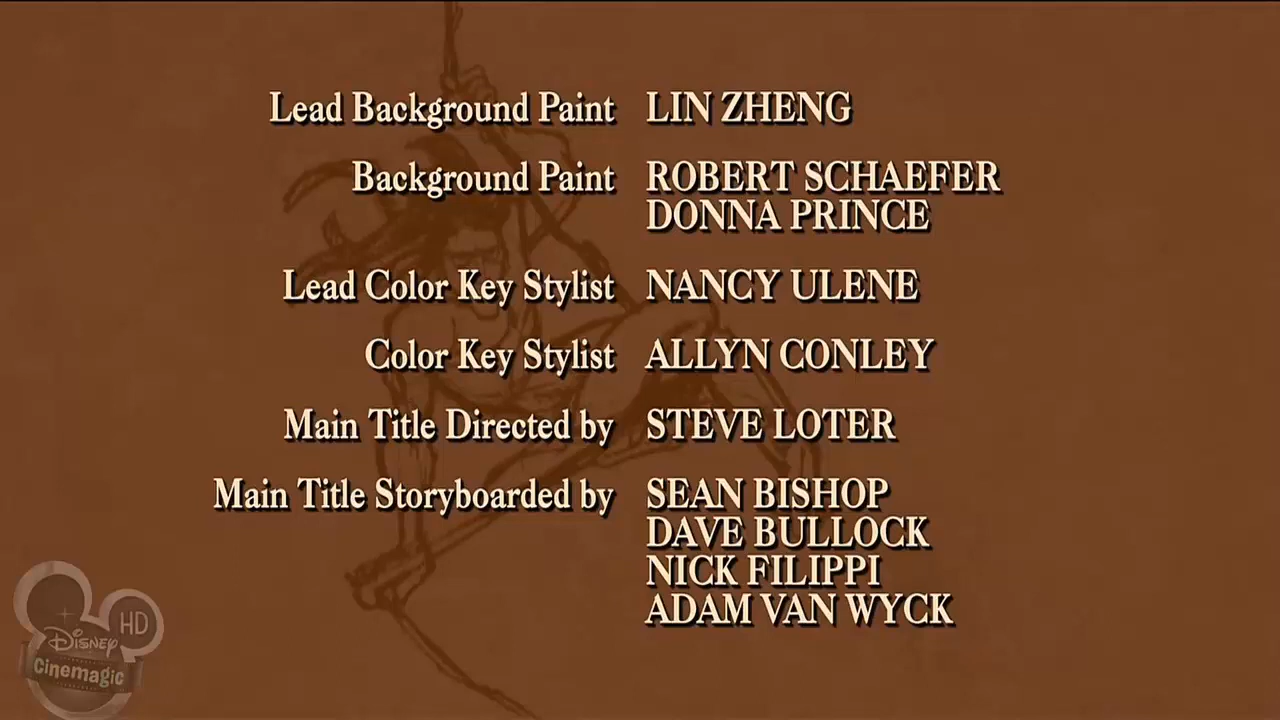 Lead Background Paint LIN ZHENG
Background Paint ROBERT SCHAEFER
DONNA PRINCE
Lead Color Key Stylist NANCY ULENE
Color Key Stylist ALLYN CONLEY
Main Title Directed by STEVE LOTER
Main Title Storyboarded by SEAN BISHOP
DAVE BULLOCK
NICK FILIPPI
ADAM VAN WYCK
HD
Disney
Cinemagic